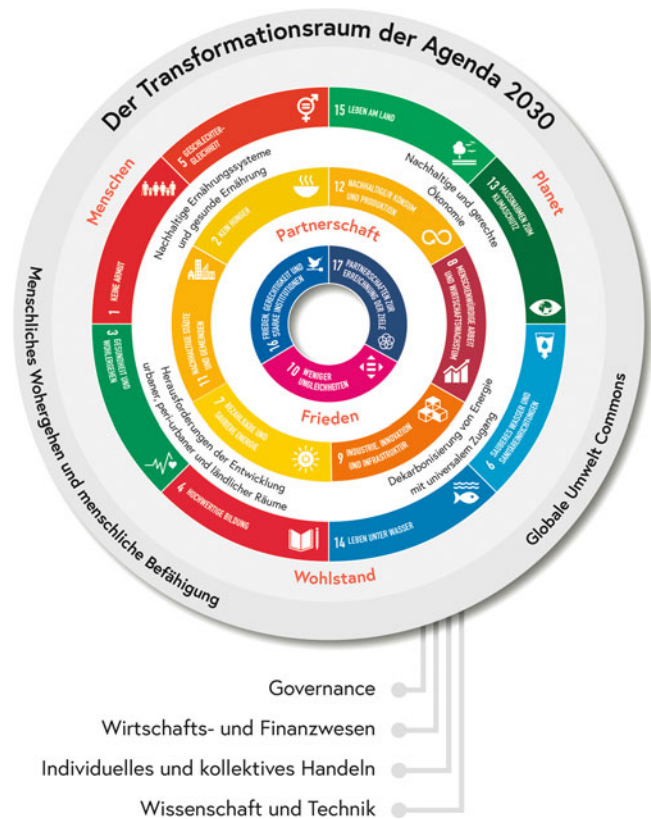 Der Transformationsraum der Agenda 2030
Menschen
Planet
15 LEBEN AM LAND
5 GESCHLECHTER-
GLEICHHEIT
13 MASSNAHMEN ZUM
KLIMASCHUTZ
1 KEINE ARMUT
Nachhaltige Ernährungssysteme
und gesunde Ernährung
Nachhaltige und gerechte
Ökonomie
2 KEIN HUNGER
12 NACHHALTIGE/R KONSUM
UND PRODUKTION
Partnerschaft
16 FRIEDEN, GERECHTIGKEIT UND
STARKE INSTITUTIONEN
17 PARTNERSCHAFTEN ZUR
ERREICHNUNG DER ZIELE
8 MENSCHENWÜRDIGE ARBEIT
UND WIRTSCHAFTSWACHSTUM
11 NACHHALTIGE STÄDTE
UND GEMEINDEN
10 WENIGER
UNGLEICHHEITEN
Frieden
3 GESUNDHEIT UND
WOHLERGEHEN
7 BEZAHLBARE UND
SAUBERE ENERGIE
9 INDUSTRIE, INNOVATION
UND INFRASTRUKTUR
6 SAUBERES WASSER UND
SANITÄREINRICHTUNGEN
Herausforderungen der Entwicklung
urbaner, peri-urbaner und ländlicher Räume
Dekarbonisierung von Energie
mit universalem Zugang
4 HOCHWERTIGE BILDUNG
14 LEBEN UNTER WASSER
Wohlstand
Menschliches Wohergehen und menschliche Befähigung
Globale Umwelt Commons
Governance
Wirtschafts- und Finanzwesen
Individuelles und kollektives Handeln
Wissenschaft und Technik